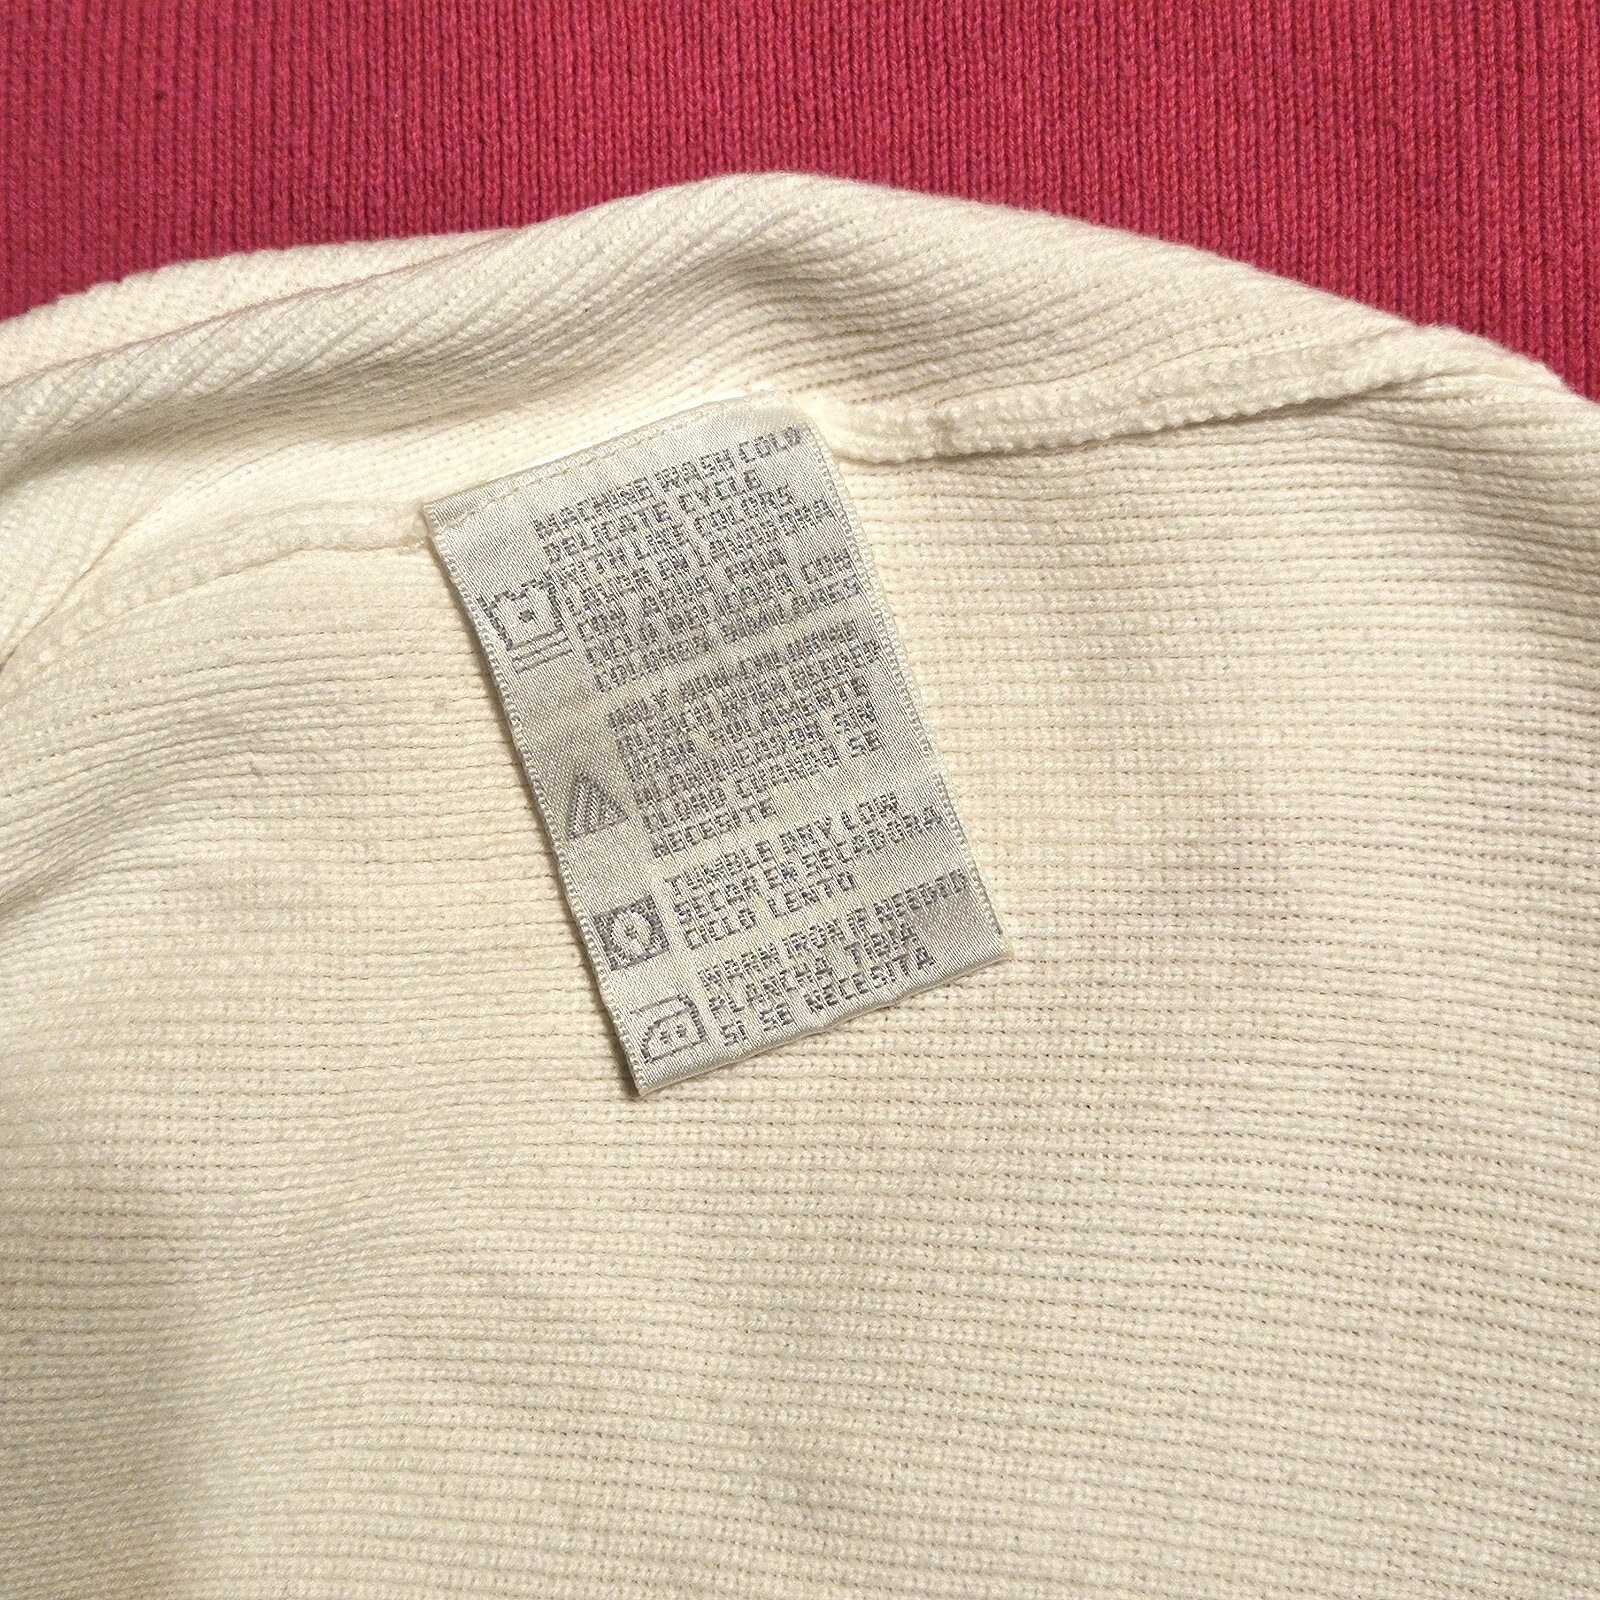 MACHINE WASH COLD
DELICATE CYCLE
WITH LIKE COLORS
LAVAR EN LAVADORA
CON AGUA FRIA
CICLO DELICADO CON
COLORES SIMILARES
ONLY NON-CHLORINE
BLEACH WHEN NEEDED
USAR SOLAMENTE
BLANQUEADOR SIN
CLORO CUANDO SE
NECESITE
TUMBLE DRY LOW
SECAR EN SECADORA
CICLO LENTO
WARM IRON IF NEEDED
PLANCHA TIBIA
SI SE NECESITA